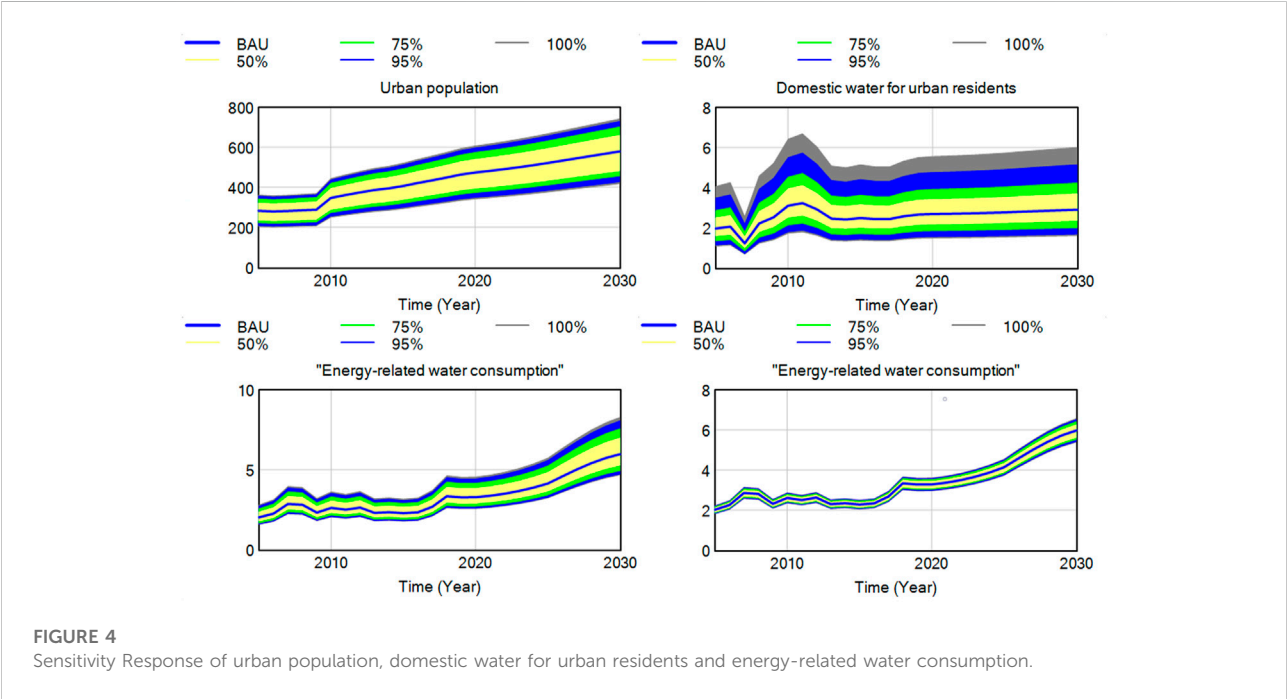 BAU 75% 100%
50% 95%
Urban population
800
600
400
200
0
2010 2020 2030
Time (Year)
BAU 75% 100%
50% 95%
Domestic water for urban residents
8
6
4
2
0
2010 2020 2030
Time (Year)
BAU 75% 100%
50% 95%
"Energy-related water consumption"
10
5
0
2010 2020 2030
Time (Year)
BAU 75% 100%
50% 95%
"Energy-related water consumption"
8
6
4
2
0
2010 2020 2030
Time (Year)
FIGURE 4
Sensitivity Response of urban population, domestic water for urban residents and energy-related water consumption.